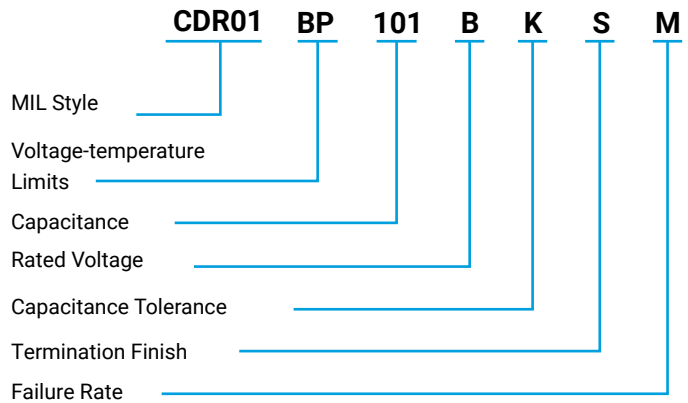 CDR01 BP 101 B K S M
MIL Style
Voltage-temperature
Limits
Capacitance
Rated Voltage
Capacitance Tolerance
Termination Finish
Failure Rate